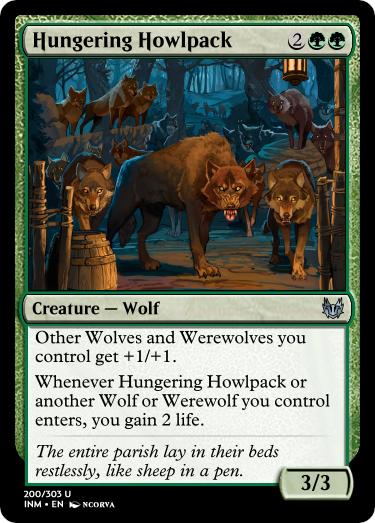 Hungering Howlpack 2
Creature — Wolf
Other Wolves and Werewolves you
control get +1/+1.
Whenever Hungering Howlpack or
another Wolf or Werewolf you control
enters, you gain 2 life.
The entire parish lay in their beds
restlessly, like sheep in a pen.
3/3
200/303 U
INM • EN NCORVA